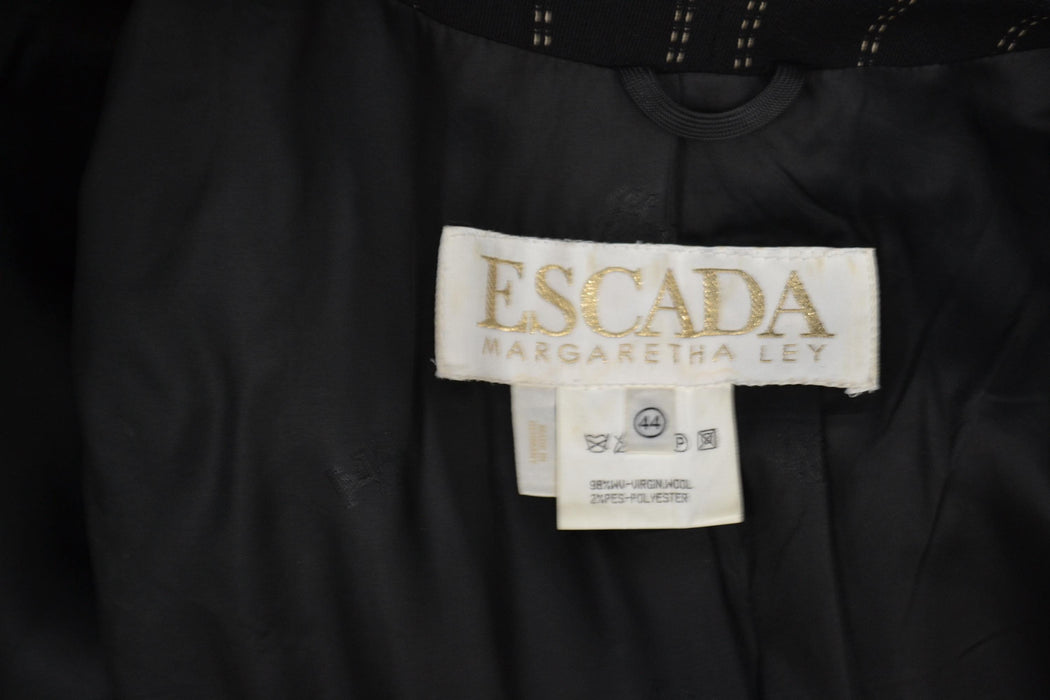 ESCADA
MARGARETHA LEY
44
P
98%WV-VIRGIN.WOOL
2%PES-POLYESTER